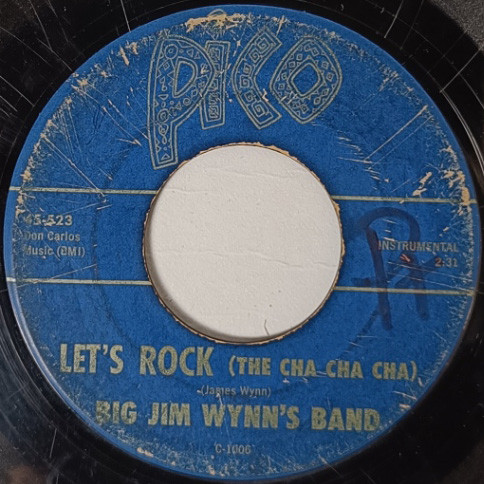 PICO
45-523
Don Carlos
Music (BMI)
INSTRUMENTAL
2:31
LET'S ROCK (THE CHA CHA CHA)
(James Wynn)
BIG JIM WYNN'S BAND
C-1006